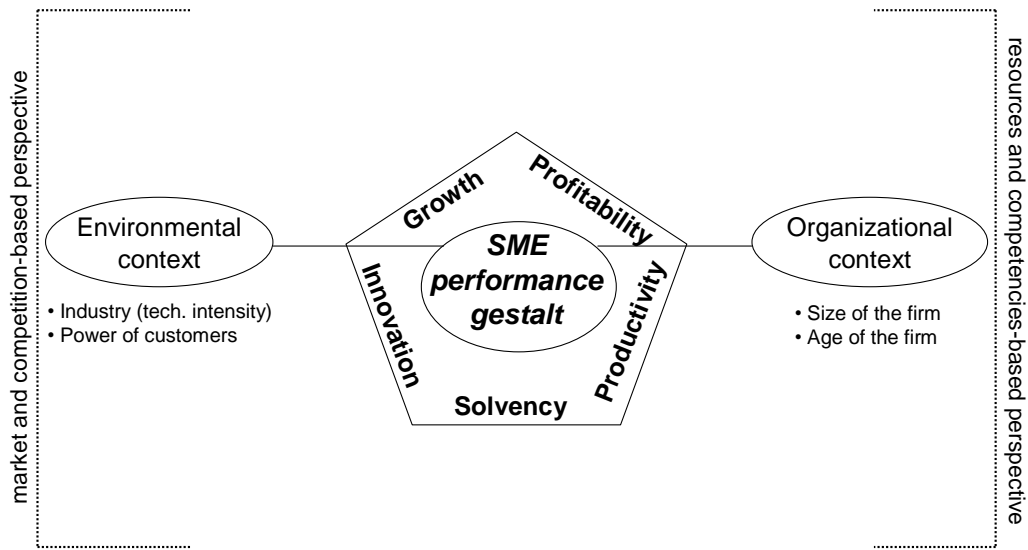 market and competition-based perspective
Environmental
context
• Industry (tech. intensity)
• Power of customers
Growth
Profitability
Innovation
SME
performance
gestalt
Productivity
Solvency
Organizational
context
• Size of the firm
• Age of the firm
resources and competencies-based perspective